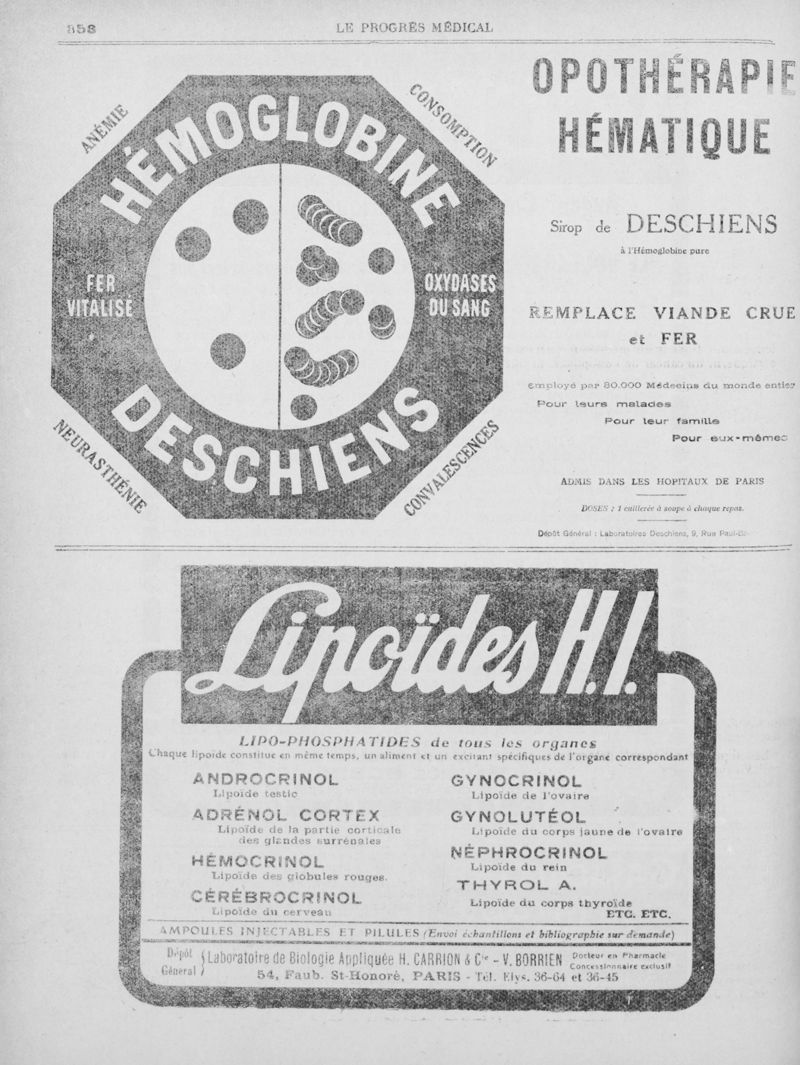 858
LE PROGRÈS MÉDICAL
ANÉMIE
CONSOMPTION
HÉMOGLOBINE
FER
VITALISÉ
OXYDASES
DU SANG
DESCHIENS
NEURASTHÉNIE
CONVALESCENCES
OPOTHÉRAPIE
HÉMATIQUE
Sirop de DESCHIENS
à l'Hémoglobine pure
REMPLACE VIANDE CRUE
et FER
employé par 80.000 Médecins du monde entier
Pour leurs malades
Pour leur famille
Pour eux-mêmes
ADMIS DANS LES HOPITAUX DE PARIS
DOSES : 1 cuillerée à soupe à chaque repas.
Dépôt Général : Laboratoires Deschiens, 9, Rue
Lipoïdes H.I.
LIPO-PHOSPHATIDES de tous les organes
Chaque lipoïde constitue en même temps, un aliment et un excitant spécifiques de l'organe correspondant
ANDROCRINOL
Lipoïde testic
ADRÉNOL CORTEX
Lipoïde de la partie corticale
des glandes surrénales
HÉMOCRINOL
Lipoïde des globules rouges.
CÉRÉBROCRINOL
Lipoïde du cerveau
GYNOCRINOL
Lipoïde de l'ovaire
GYNOLUTÉOL
Lipoïde du corps jaune de l'ovaire
NÉPHROCRINOL
Lipoïde du rein
THYROL A.
Lipoïde du corps thyroïde
ETC. ETC.
AMPOULES INJECTABLES ET PILULES (Envoi échantillons et bibliographie sur demande)
Dépôt
Général
Laboratoire de Biologie Appliquée H. CARRION & Cie - V. BORRIEN
Docteur en Pharmacie
Concessionnaire exclusif
54, Faub. St-Honoré, PARIS - Tél. Elys. 36-64 et 36-45